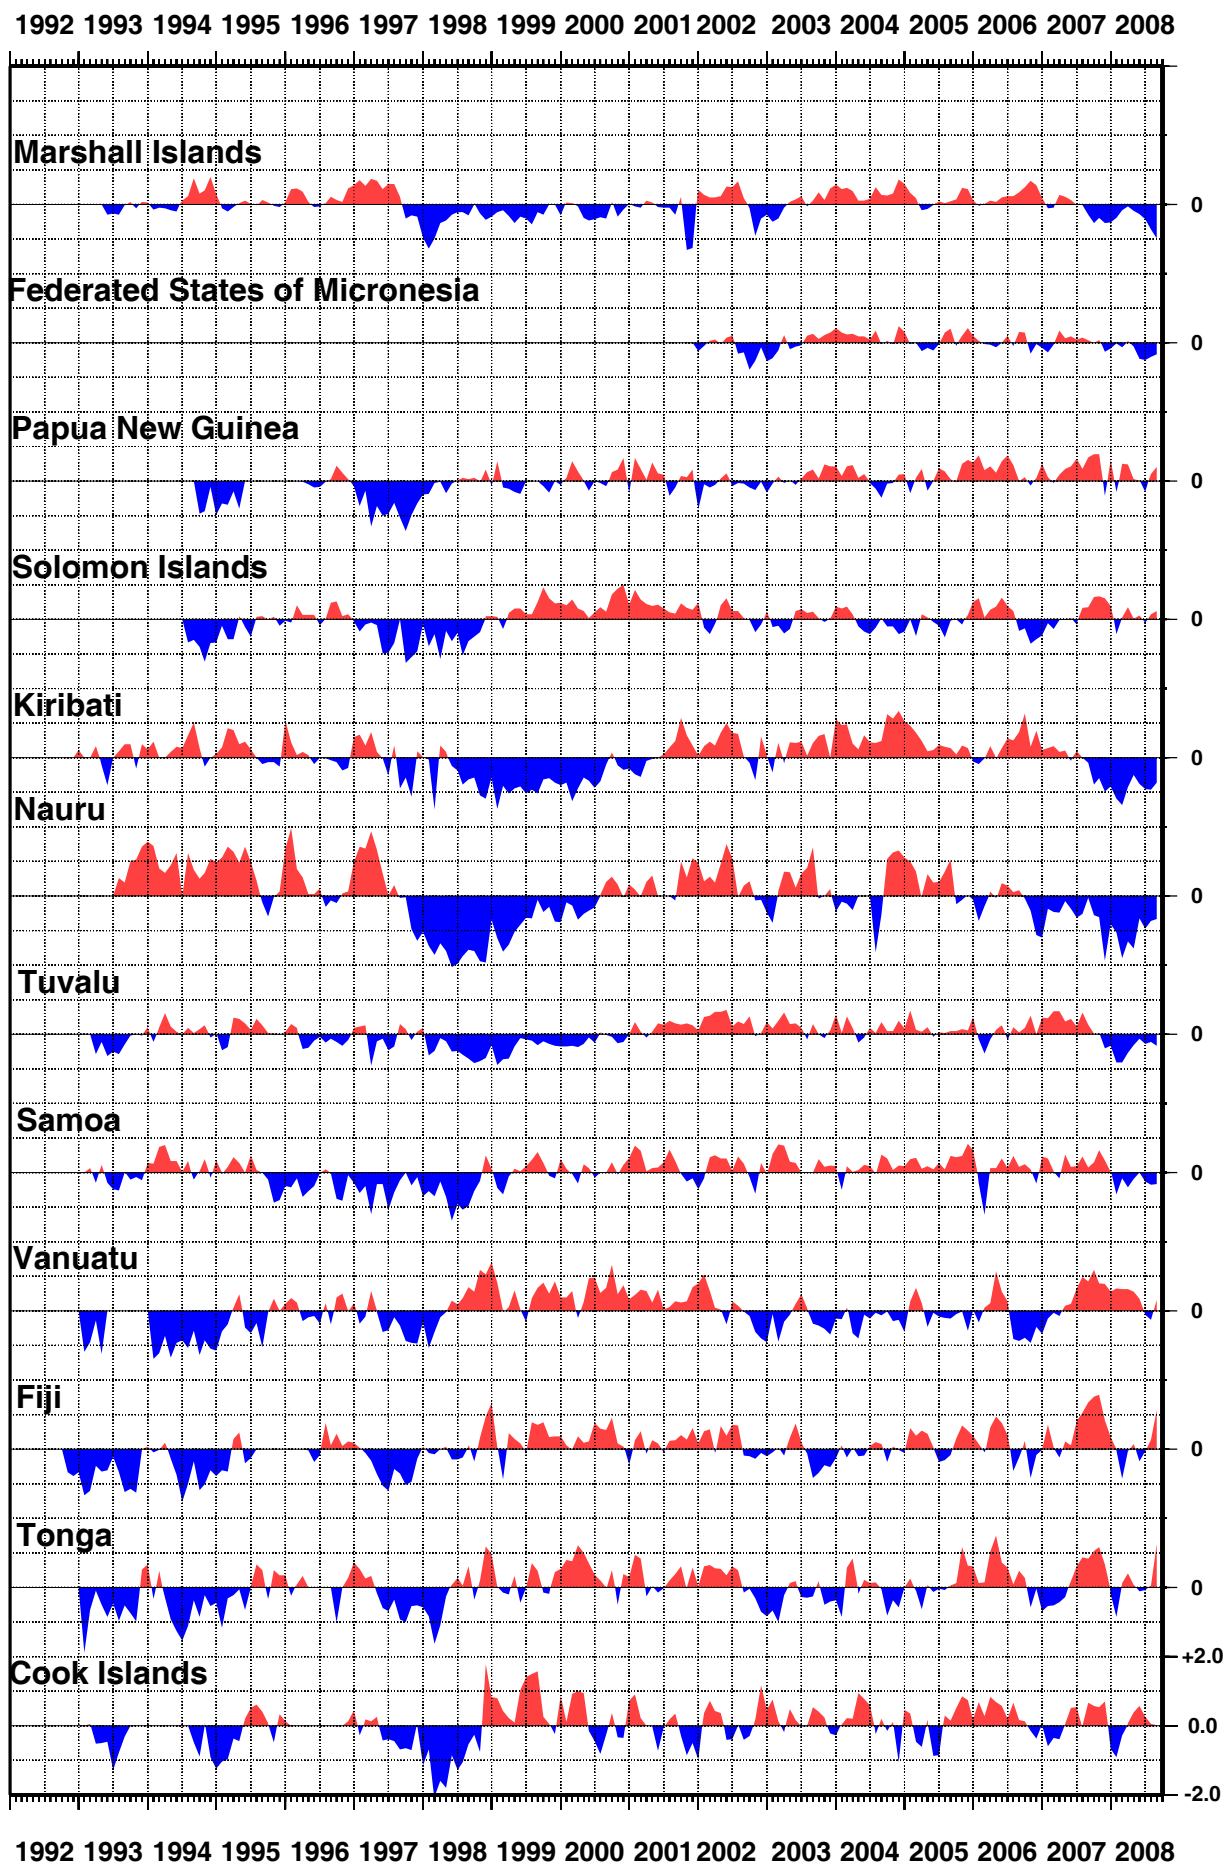 1992 1993 1994 1995 1996 1997 1998 1999 2000 2001 2002 2003 2004 2005 2006 2007 2008
Marshall Islands
0
Federated States of Micronesia
0
Papua New Guinea
0
Solomon Islands
0
Kiribati
0
Nauru
0
Tuvalu
0
Samoa
0
Vanuatu
0
Fiji
0
Tonga
0
+2.0
Cook Islands
0.0
-2.0
1992 1993 1994 1995 1996 1997 1998 1999 2000 2001 2002 2003 2004 2005 2006 2007 2008